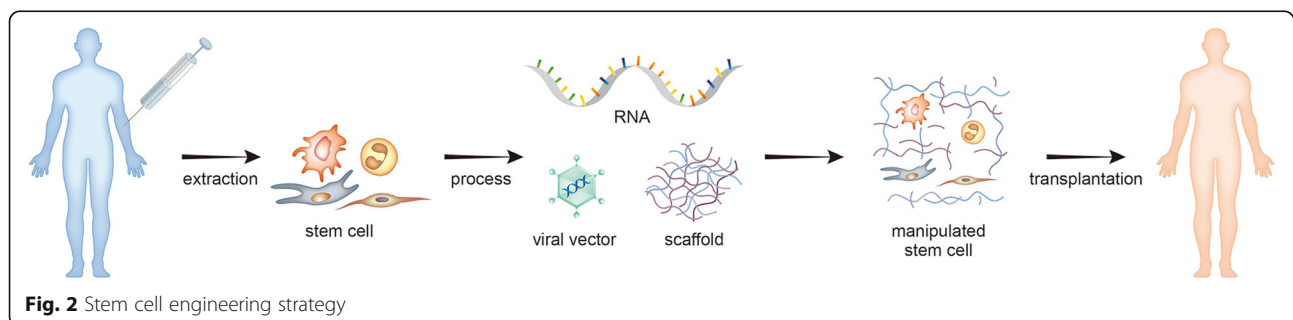 RNA
extraction
process
transplantation
stem cell
viral vector
scaffold
manipulated
stem cell
Fig. 2 Stem cell engineering strategy